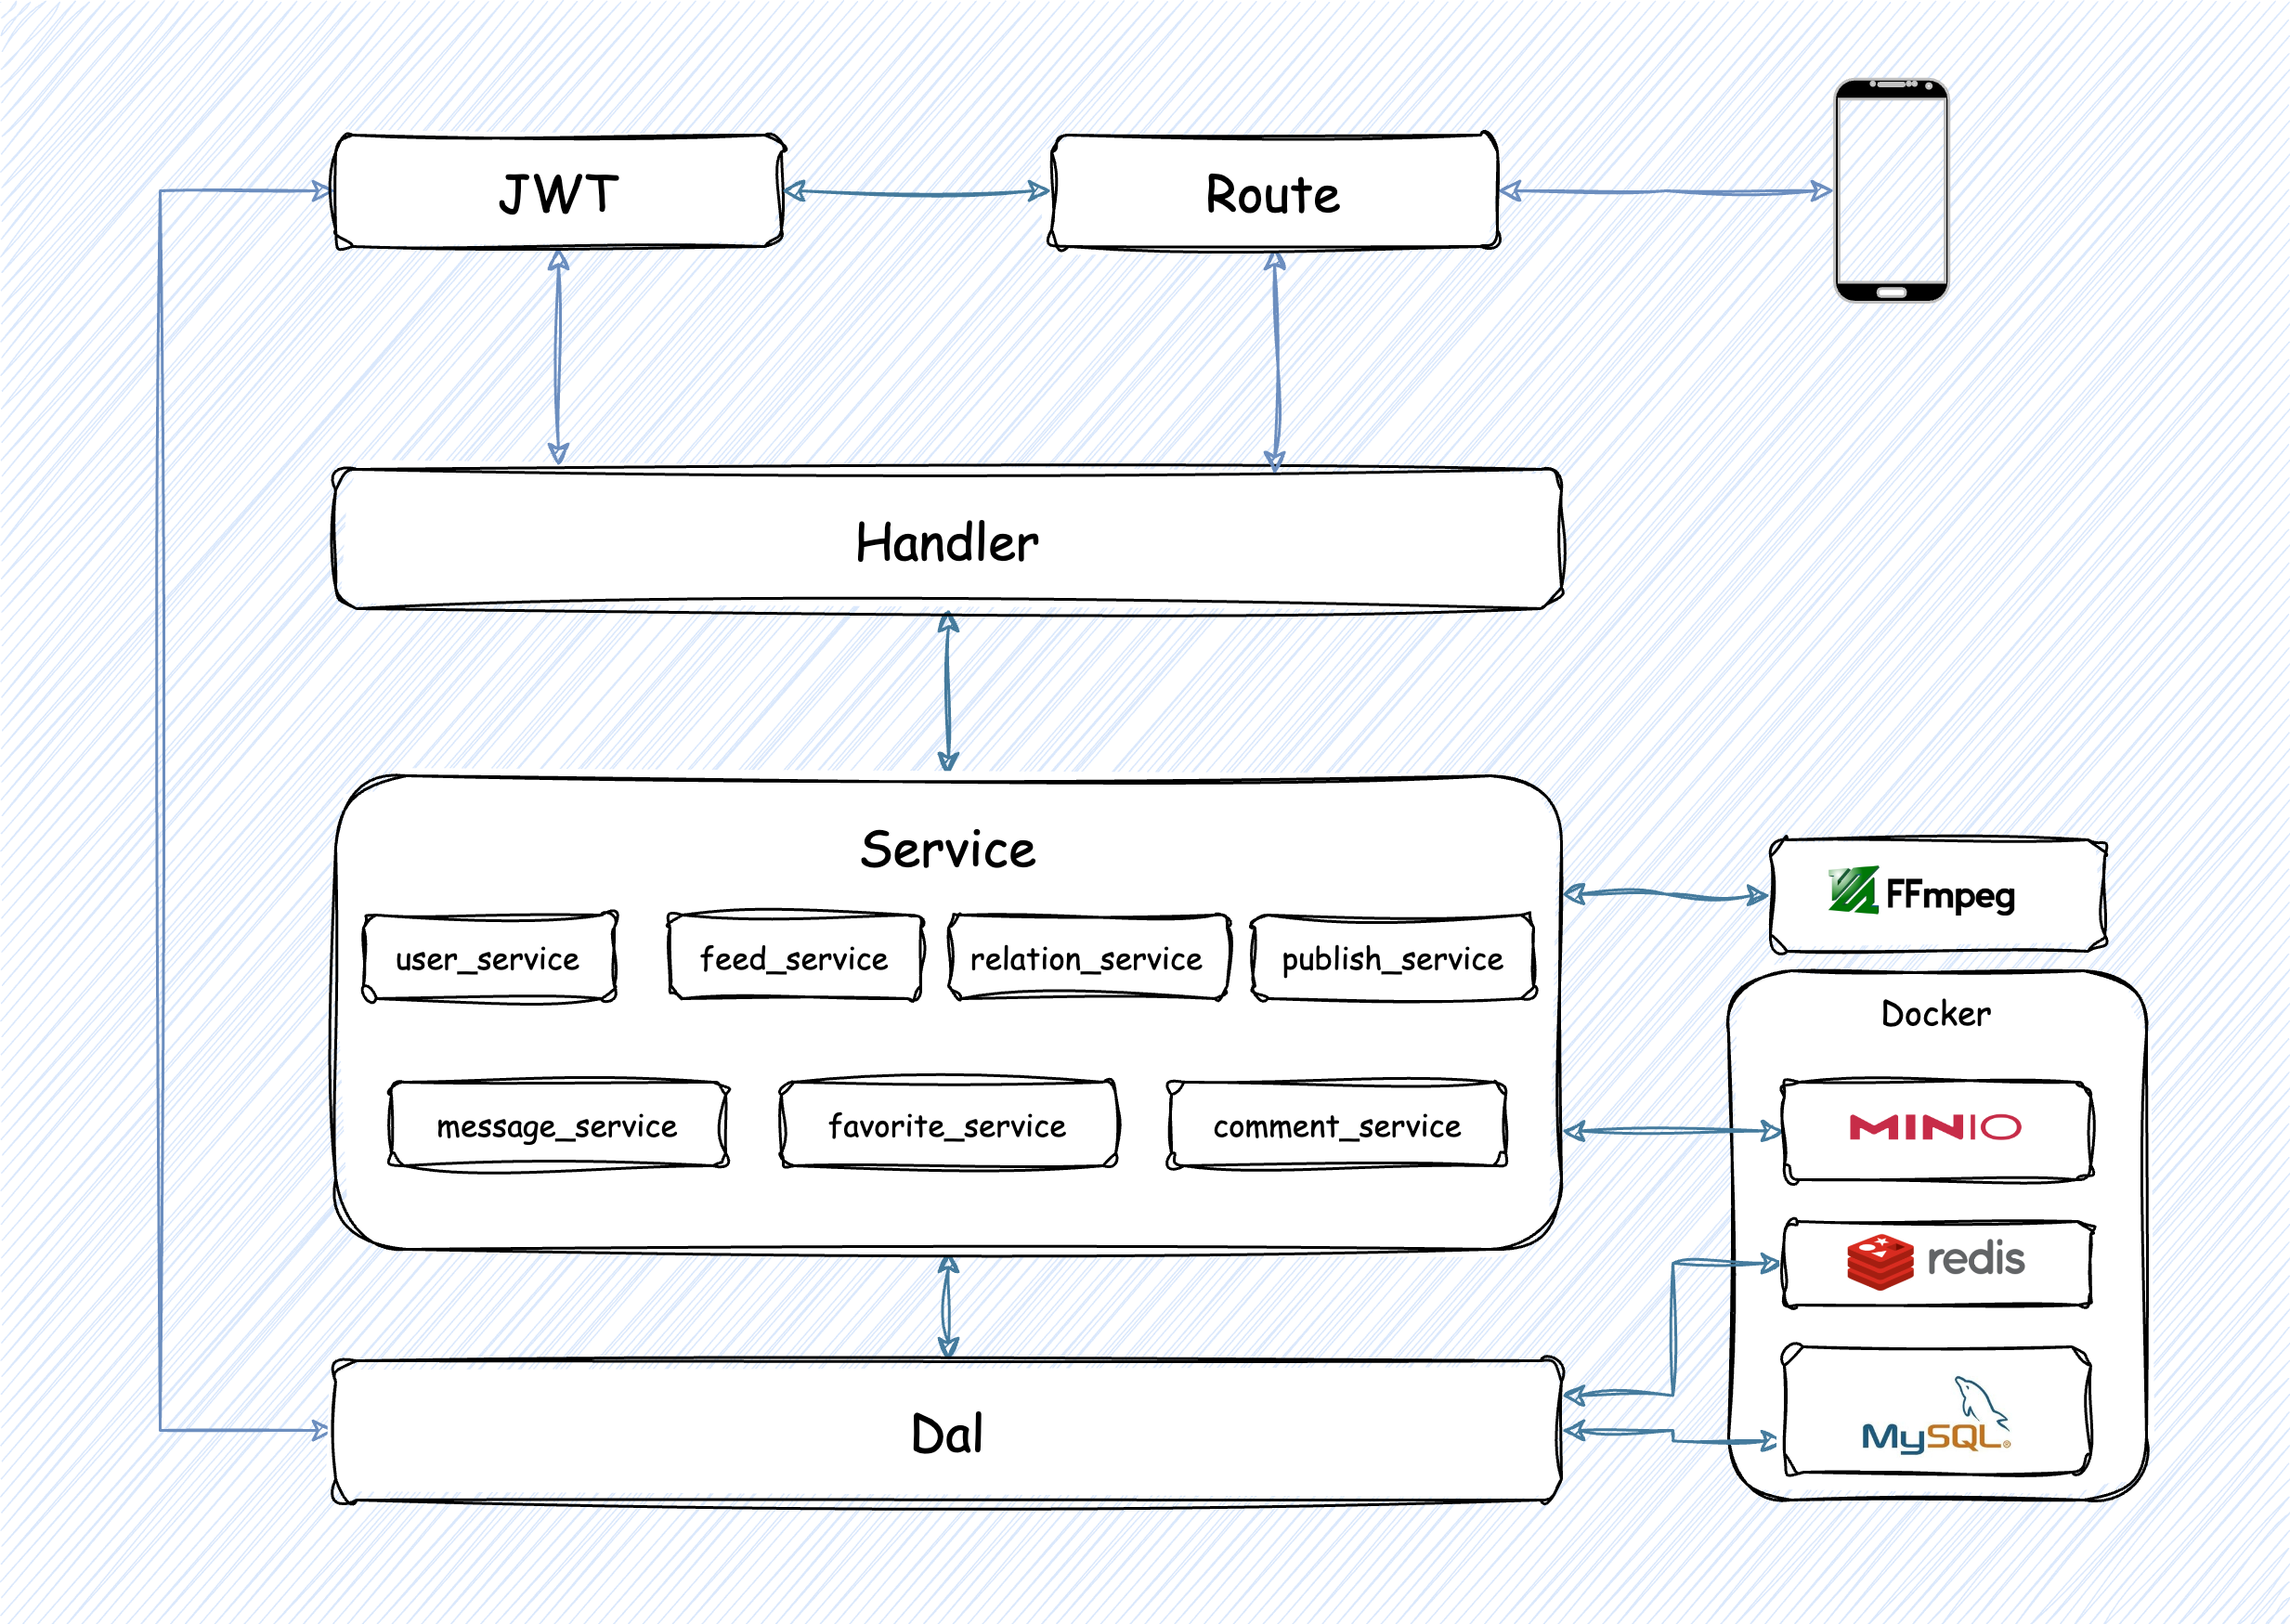 JWT
Route
Handler
Service
user_service
feed_service
relation_service
publish_service
message_service
favorite_service
comment_service
FFmpeg
Docker
MINIO
redis
MySQL®
Dal